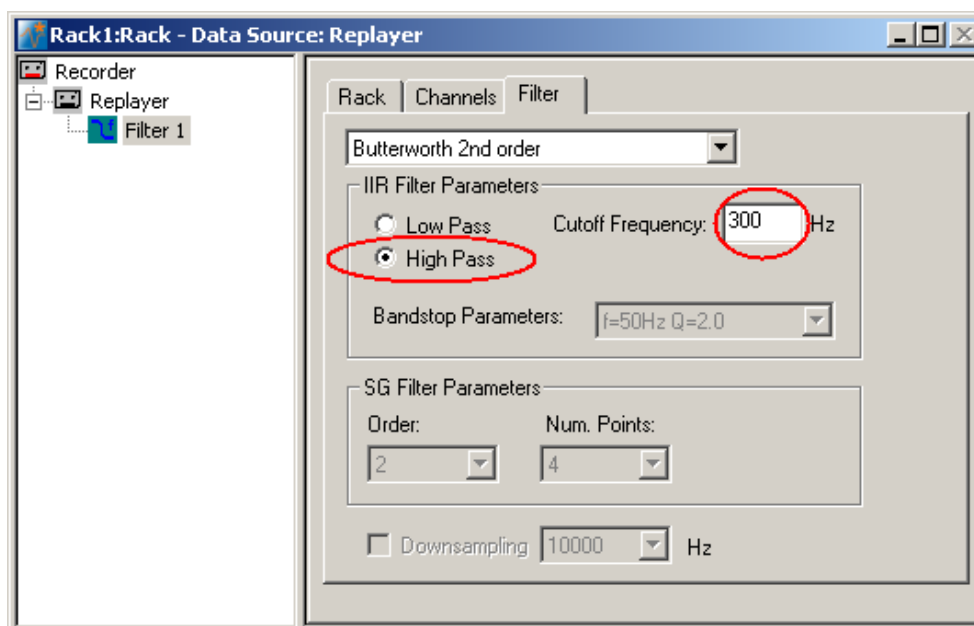 Rack1:Rack - Data Source: Replayer
Recorder
Replayer
Filter 1
Rack Channels Filter
Butterworth 2nd order
IIR Filter Parameters
Low Pass Cutoff Frequency: 300 Hz
High Pass
Bandstop Parameters: f=50Hz Q=2.0
SG Filter Parameters
Order: Num. Points:
2 4
Downsampling 10000 Hz